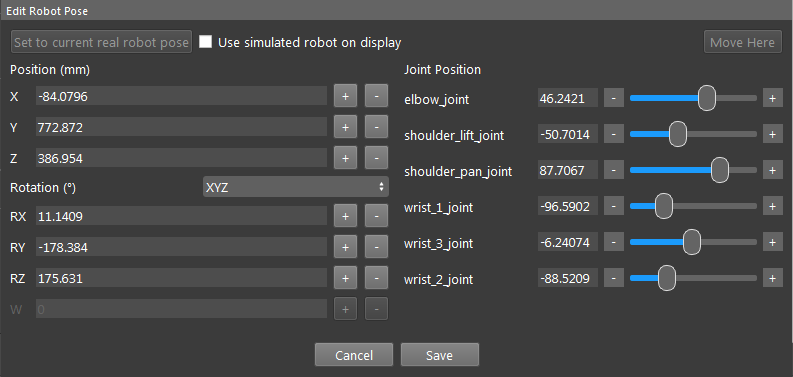 Edit Robot Pose
Set to current real robot pose Use simulated robot on display Move Here
Position (mm)
X -84.0796 + -
Y 772.872 + -
Z 386.954 + -
Rotation (°) XYZ
RX 11.1409 + -
RY -178.384 + -
RZ 175.631 + -
W 0 + -
Joint Position
elbow_joint 46.2421 - +
shoulder_lift_joint -50.7014 - +
shoulder_pan_joint 87.7067 - +
wrist_1_joint -96.5902 - +
wrist_3_joint -6.24074 - +
wrist_2_joint -88.5209 - +
Cancel Save